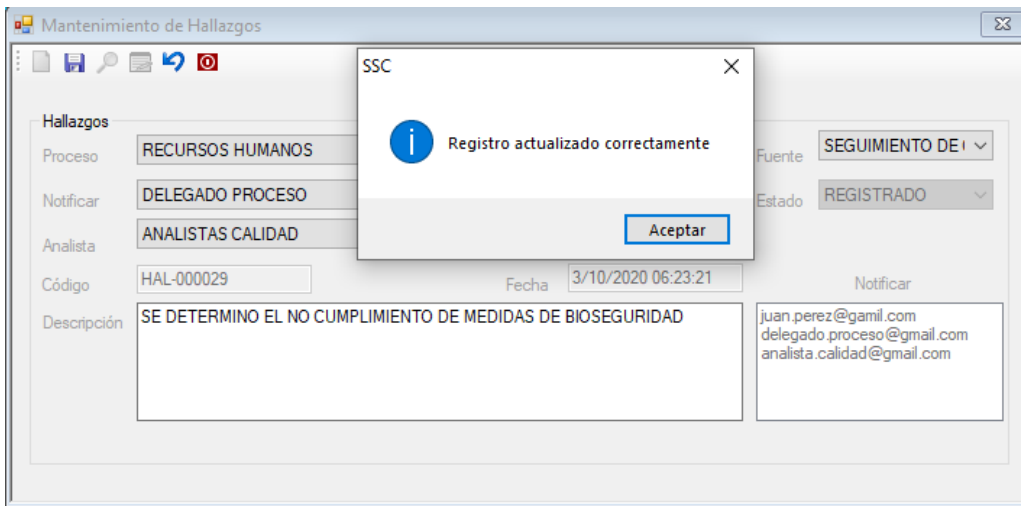 Mantenimiento de Hallazgos
SSC
Registro actualizado correctamente
Aceptar
Hallazgos
Proceso RECURSOS HUMANOS Fuente SEGUIMIENTO DE
Notificar DELEGADO PROCESO Estado REGISTRADO
Analista ANALISTAS CALIDAD
Código HAL-000029 Fecha 3/10/2020 06:23:21 Notificar
Descripción SE DETERMINO EL NO CUMPLIMIENTO DE MEDIDAS DE BIOSEGURIDAD
juan.perez@gamil.com
delegado.proceso@gmail.com
analista.calidad@gmail.com